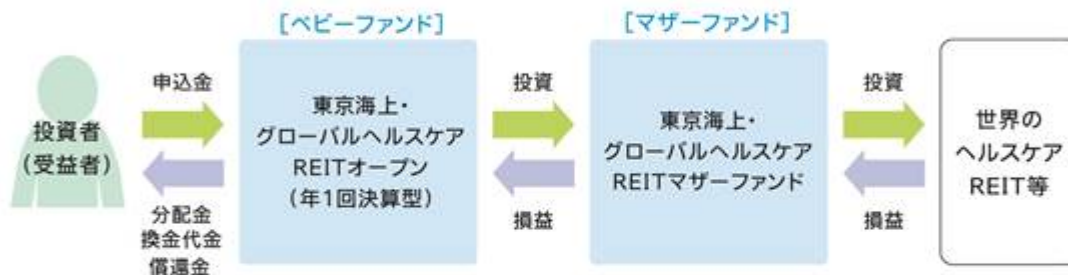 [ベビーファンド]
[マザーファンド]
投資者
(受益者)
申込金
分配金
換金代金
償還金
東京海上・
グローバルヘルスケア
REITオープン
(年1回決算型)
投資
損益
東京海上・
グローバルヘルスケア
REITマザーファンド
投資
損益
世界の
ヘルスケア
REIT等